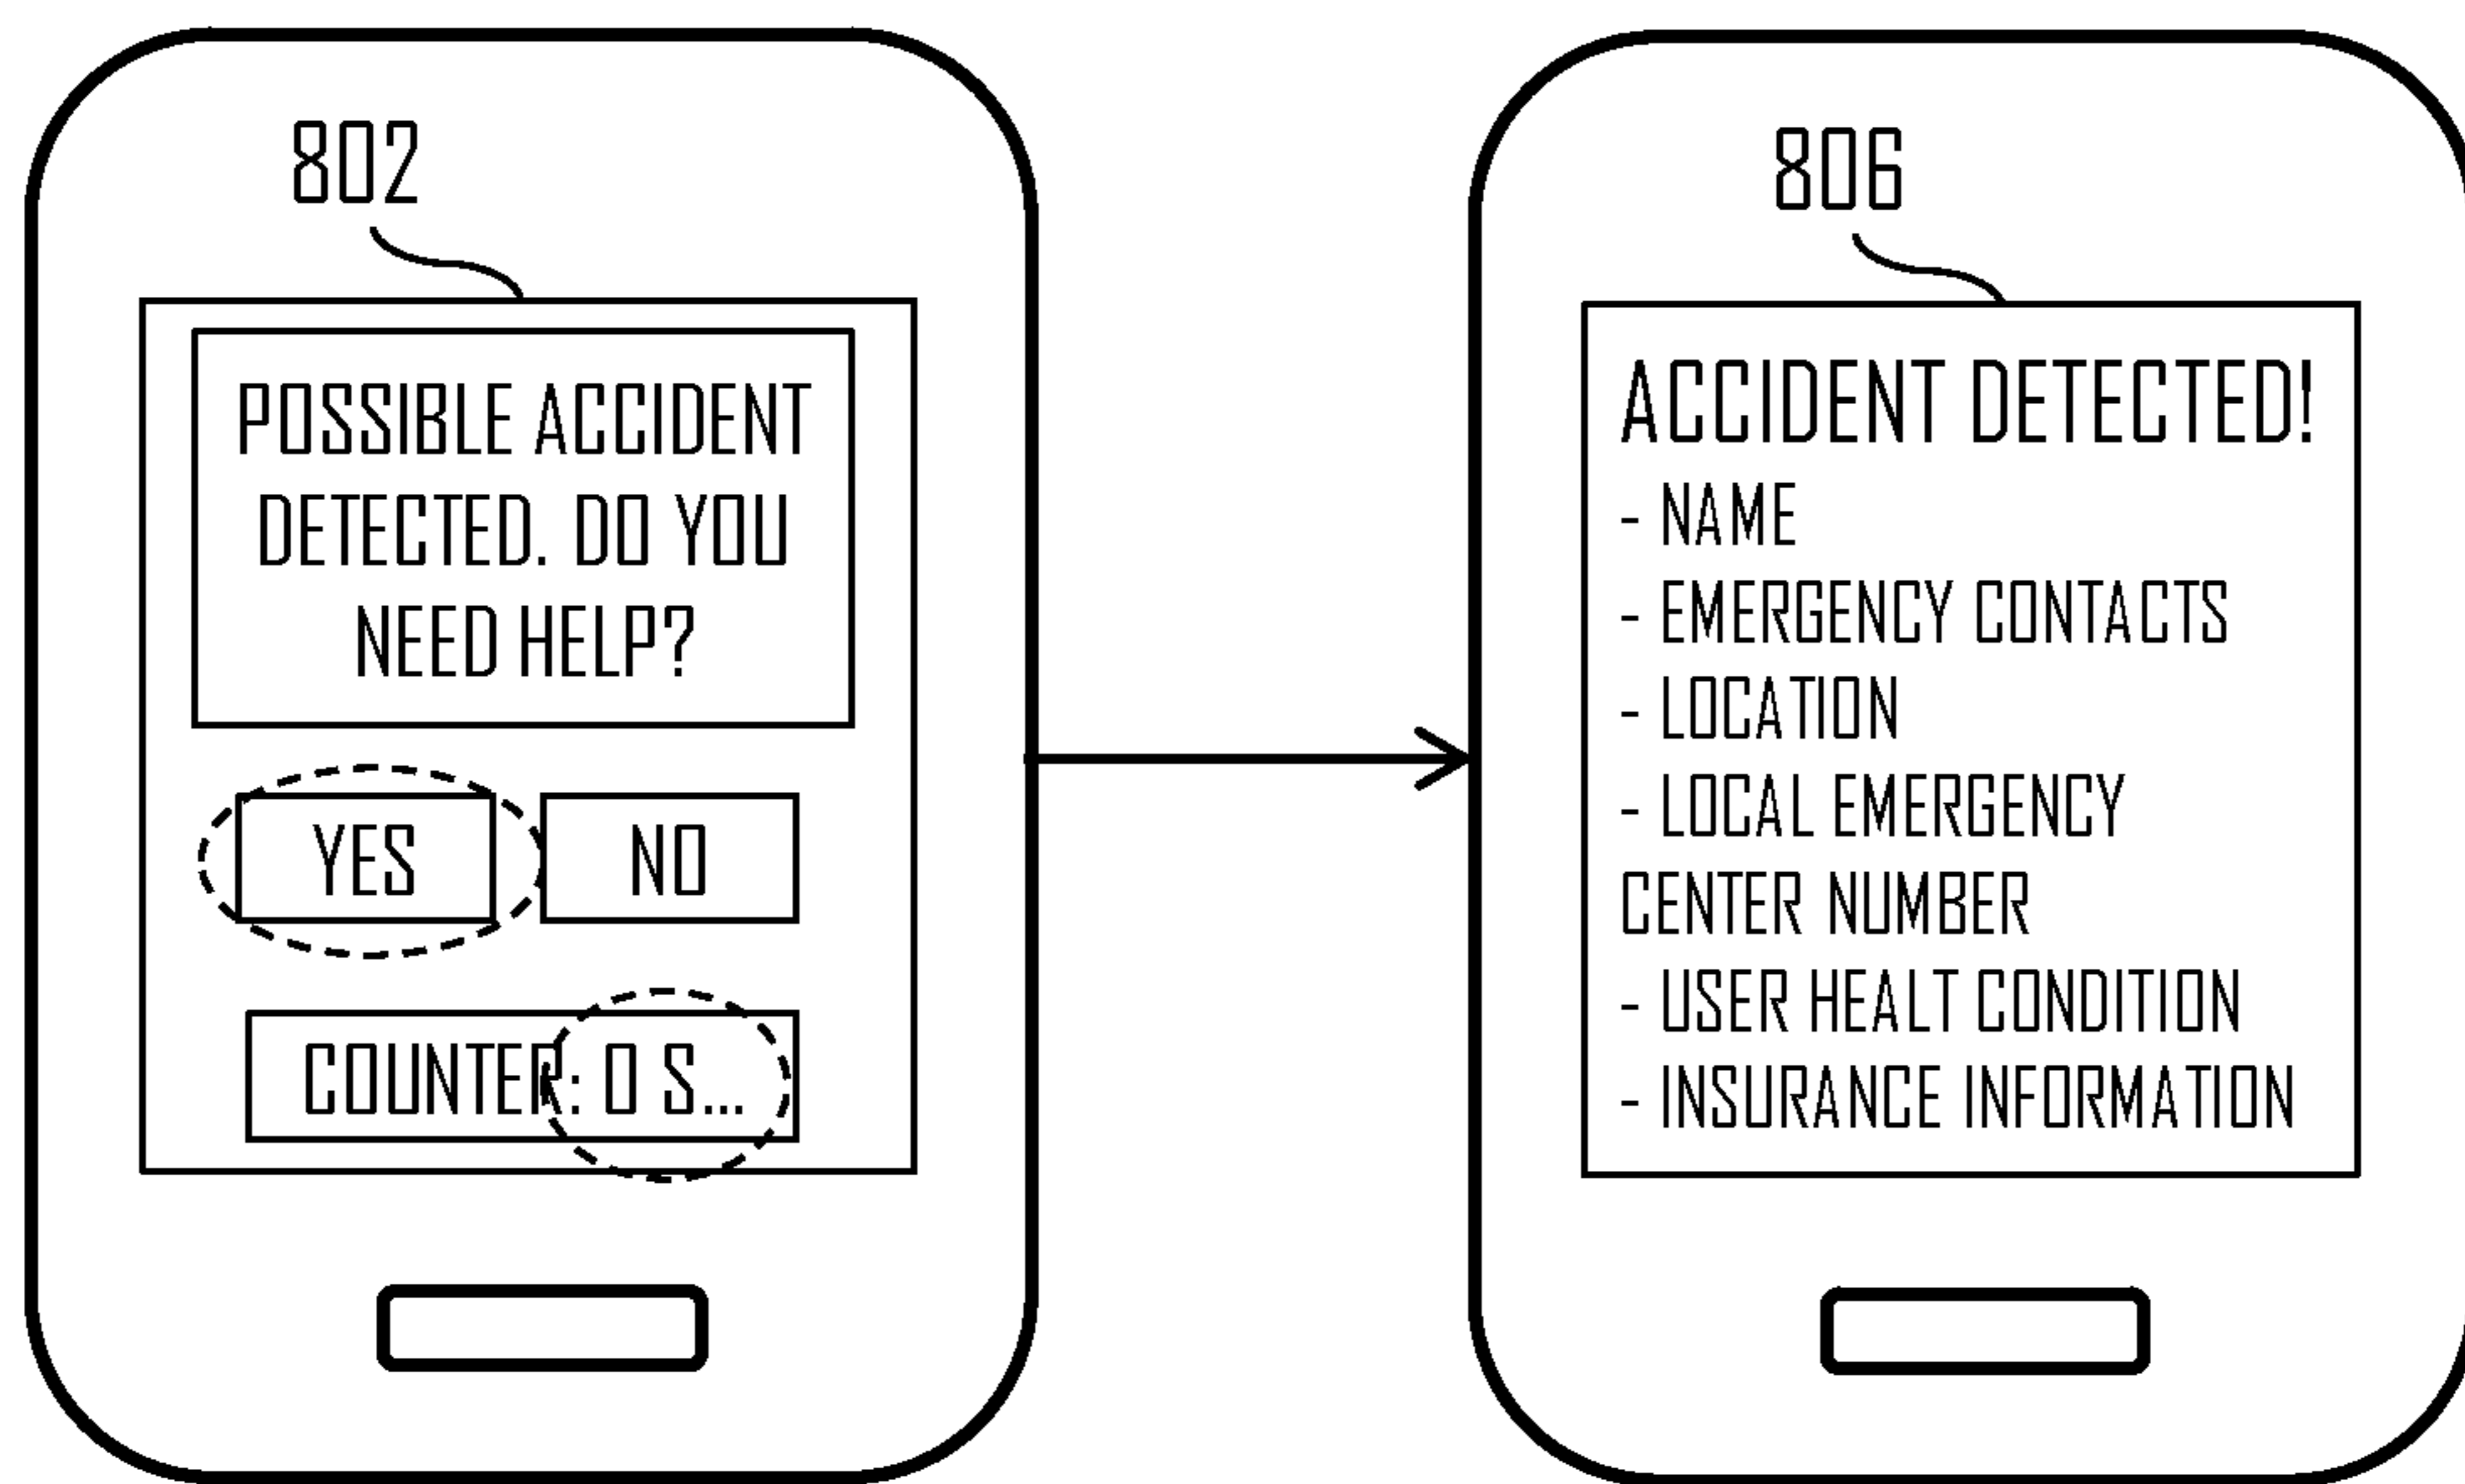 802
POSSIBLE ACCIDENT
DETECTED. DO YOU
NEED HELP?
YES
NO
COUNTER: 0 S...
806
ACCIDENT DETECTED!
- NAME
- EMERGENCY CONTACTS
- LOCATION
- LOCAL EMERGENCY
CENTER NUMBER
- USER HEALT CONDITION
- INSURANCE INFORMATION